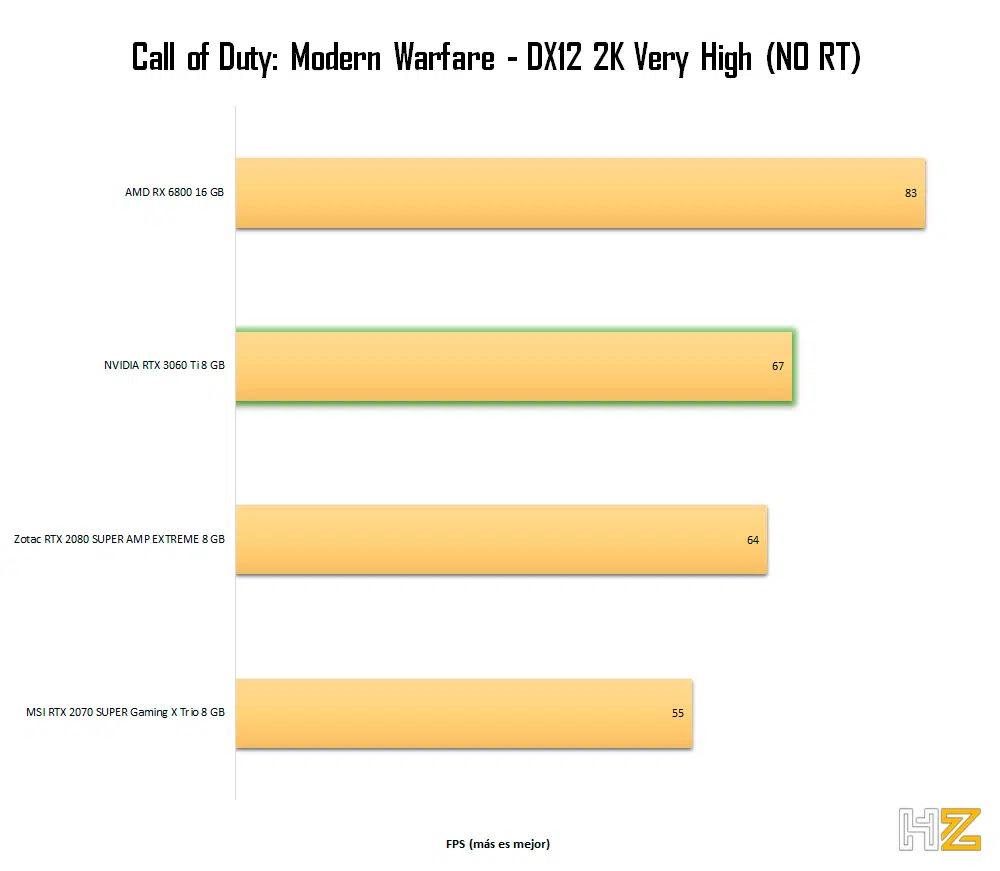 Call of Duty: Modern Warfare - DX12 2K Very High (NO RT)
AMD RX 6800 16 GB
83
NVIDIA RTX 3060 Ti 8 GB
67
Zotac RTX 2080 SUPER AMP EXTREME 8 GB
64
MSI RTX 2070 SUPER Gaming X Trio 8 GB
55
FPS (más es mejor)
HZ